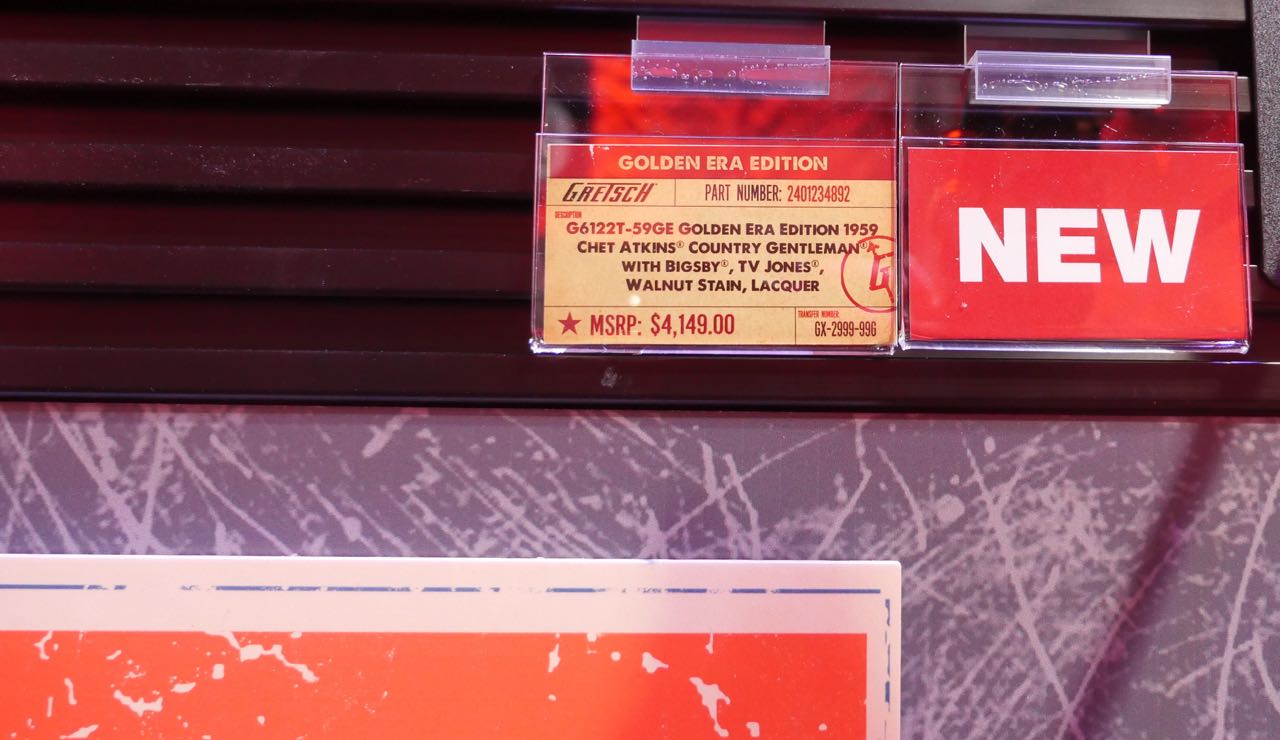 GOLDEN ERA EDITION
GRETSCH PART NUMBER: 2401234892
DESCRIPTION
G6122T-59GE GOLDEN ERA EDITION 1959
CHET ATKINS® COUNTRY GENTLEMAN®
WITH BIGSBY®, TV JONES®,
WALNUT STAIN, LACQUER
G
MSRP: $4,149.00
TRANSFER NUMBER:
GX-2999-996
NEW